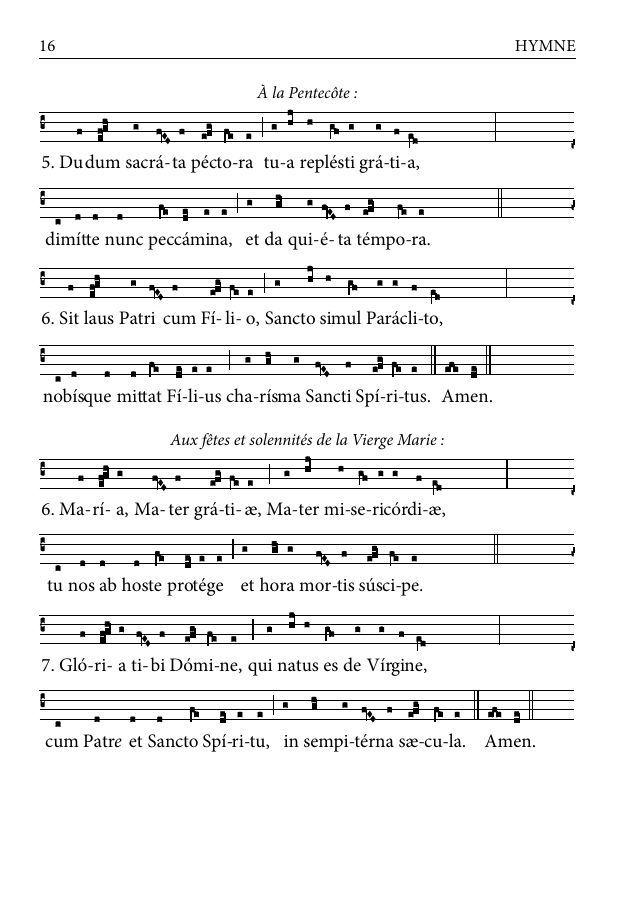 16 HYMNE
À la Pentecôte :
5. Dudum sacrá-ta pécto-ra tu-a replésti grá-ti-a,
dimítte nunc peccámina, et da qui-é-ta témpo-ra.
6. Sit laus Patri cum Fí-li-o, Sancto simul Parácli-to,
nobísque mittat Fí-li-us cha-rísma Sancti Spí-ri-tus. Amen.
Aux fêtes et solennités de la Vierge Marie :
6. Ma-rí-a, Ma-ter grá-ti-æ, Ma-ter mi-se-ricórdi-æ,
tu nos ab hoste protége et hora mor-tis súsci-pe.
7. Gló-ri-a ti-bi Dómi-ne, qui natus es de Vírgine,
cum Patre et Sancto Spí-ri-tu, in sempi-térna sæ-cu-la. Amen.